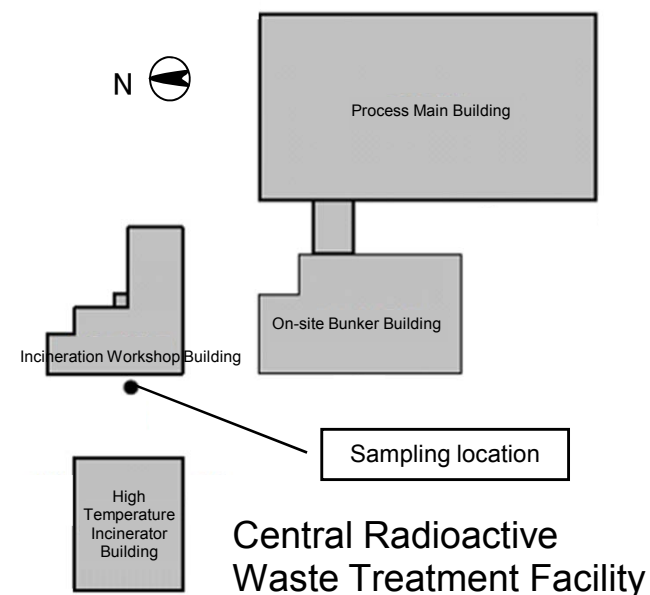 N
Process Main Building
On-site Bunker Building
Incineration Workshop Building
Sampling location
High
Temperature
Incinerator
Building
Central Radioactive
Waste Treatment Facility